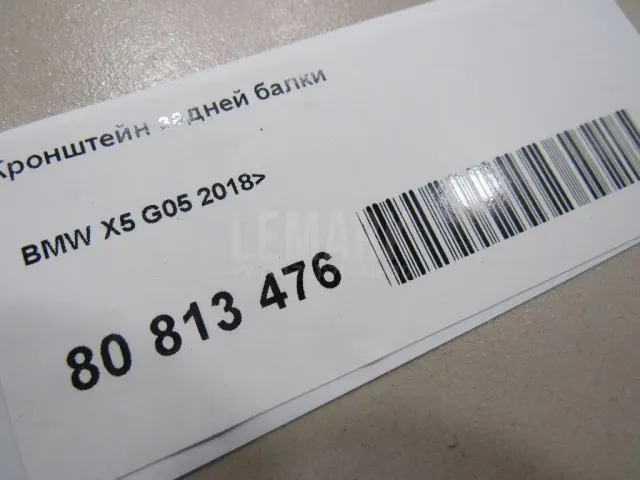 Кронштейн задней балки
BMW X5 G05 2018>
80 813 476